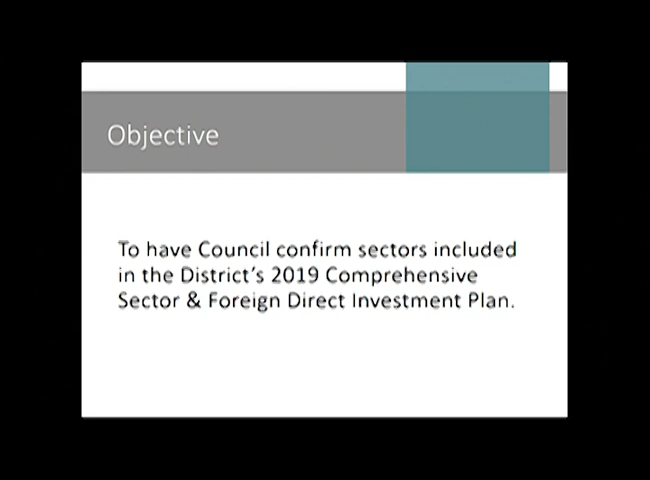 Objective
To have Council confirm sectors included
in the District's 2019 Comprehensive
Sector & Foreign Direct Investment Plan.